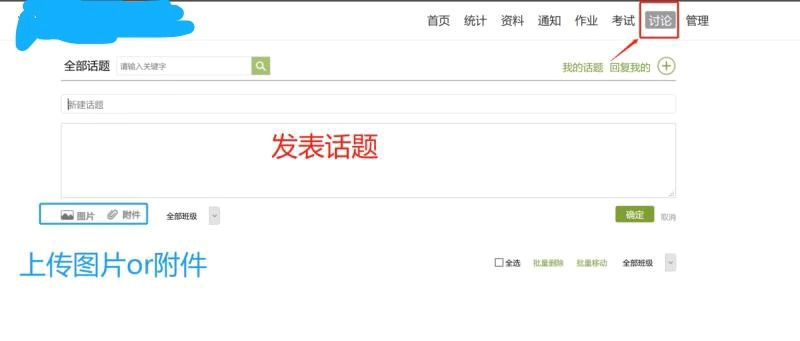 首页 统计 资料 通知 作业 考试 讨论 管理
全部话题 请输入关键字 我的话题 回复我的
新建话题
发表话题
图片 附件 全部班级 确定 取消
上传图片or附件
全选 批量删除 批量移动 全部班级